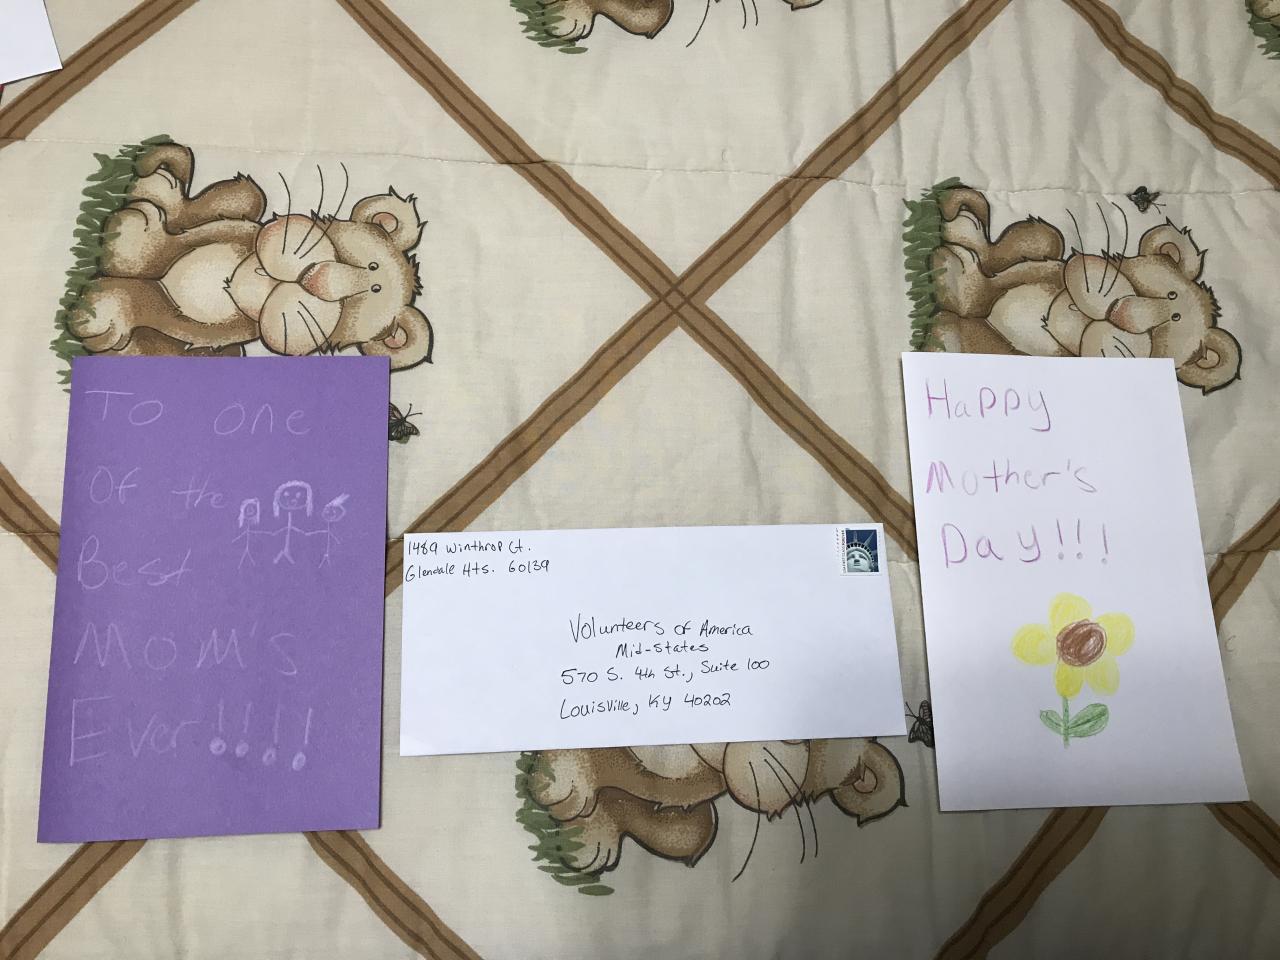 To one
Of the
Best
Mom's
Ever!!!!
1489 Winthrop Ct.
Glendale Hts. 60139
Volunteers of America
Mid-States
570 S. 4th St., Suite 100
Louisville, KY 40202
Happy
Mother's
Day!!!